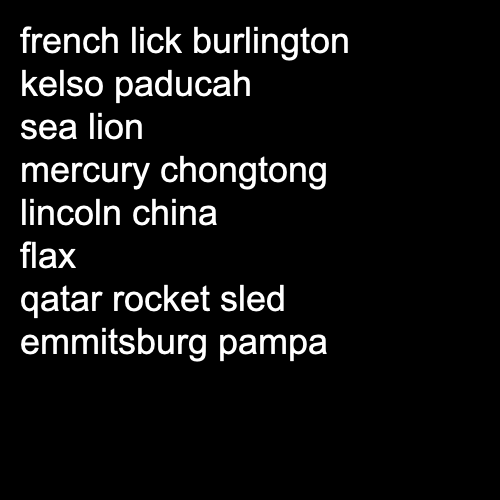 french lick burlington
kelso paducah
sea lion
mercury chongtong
lincoln china
flax
qatar rocket sled
emmitsburg pampa